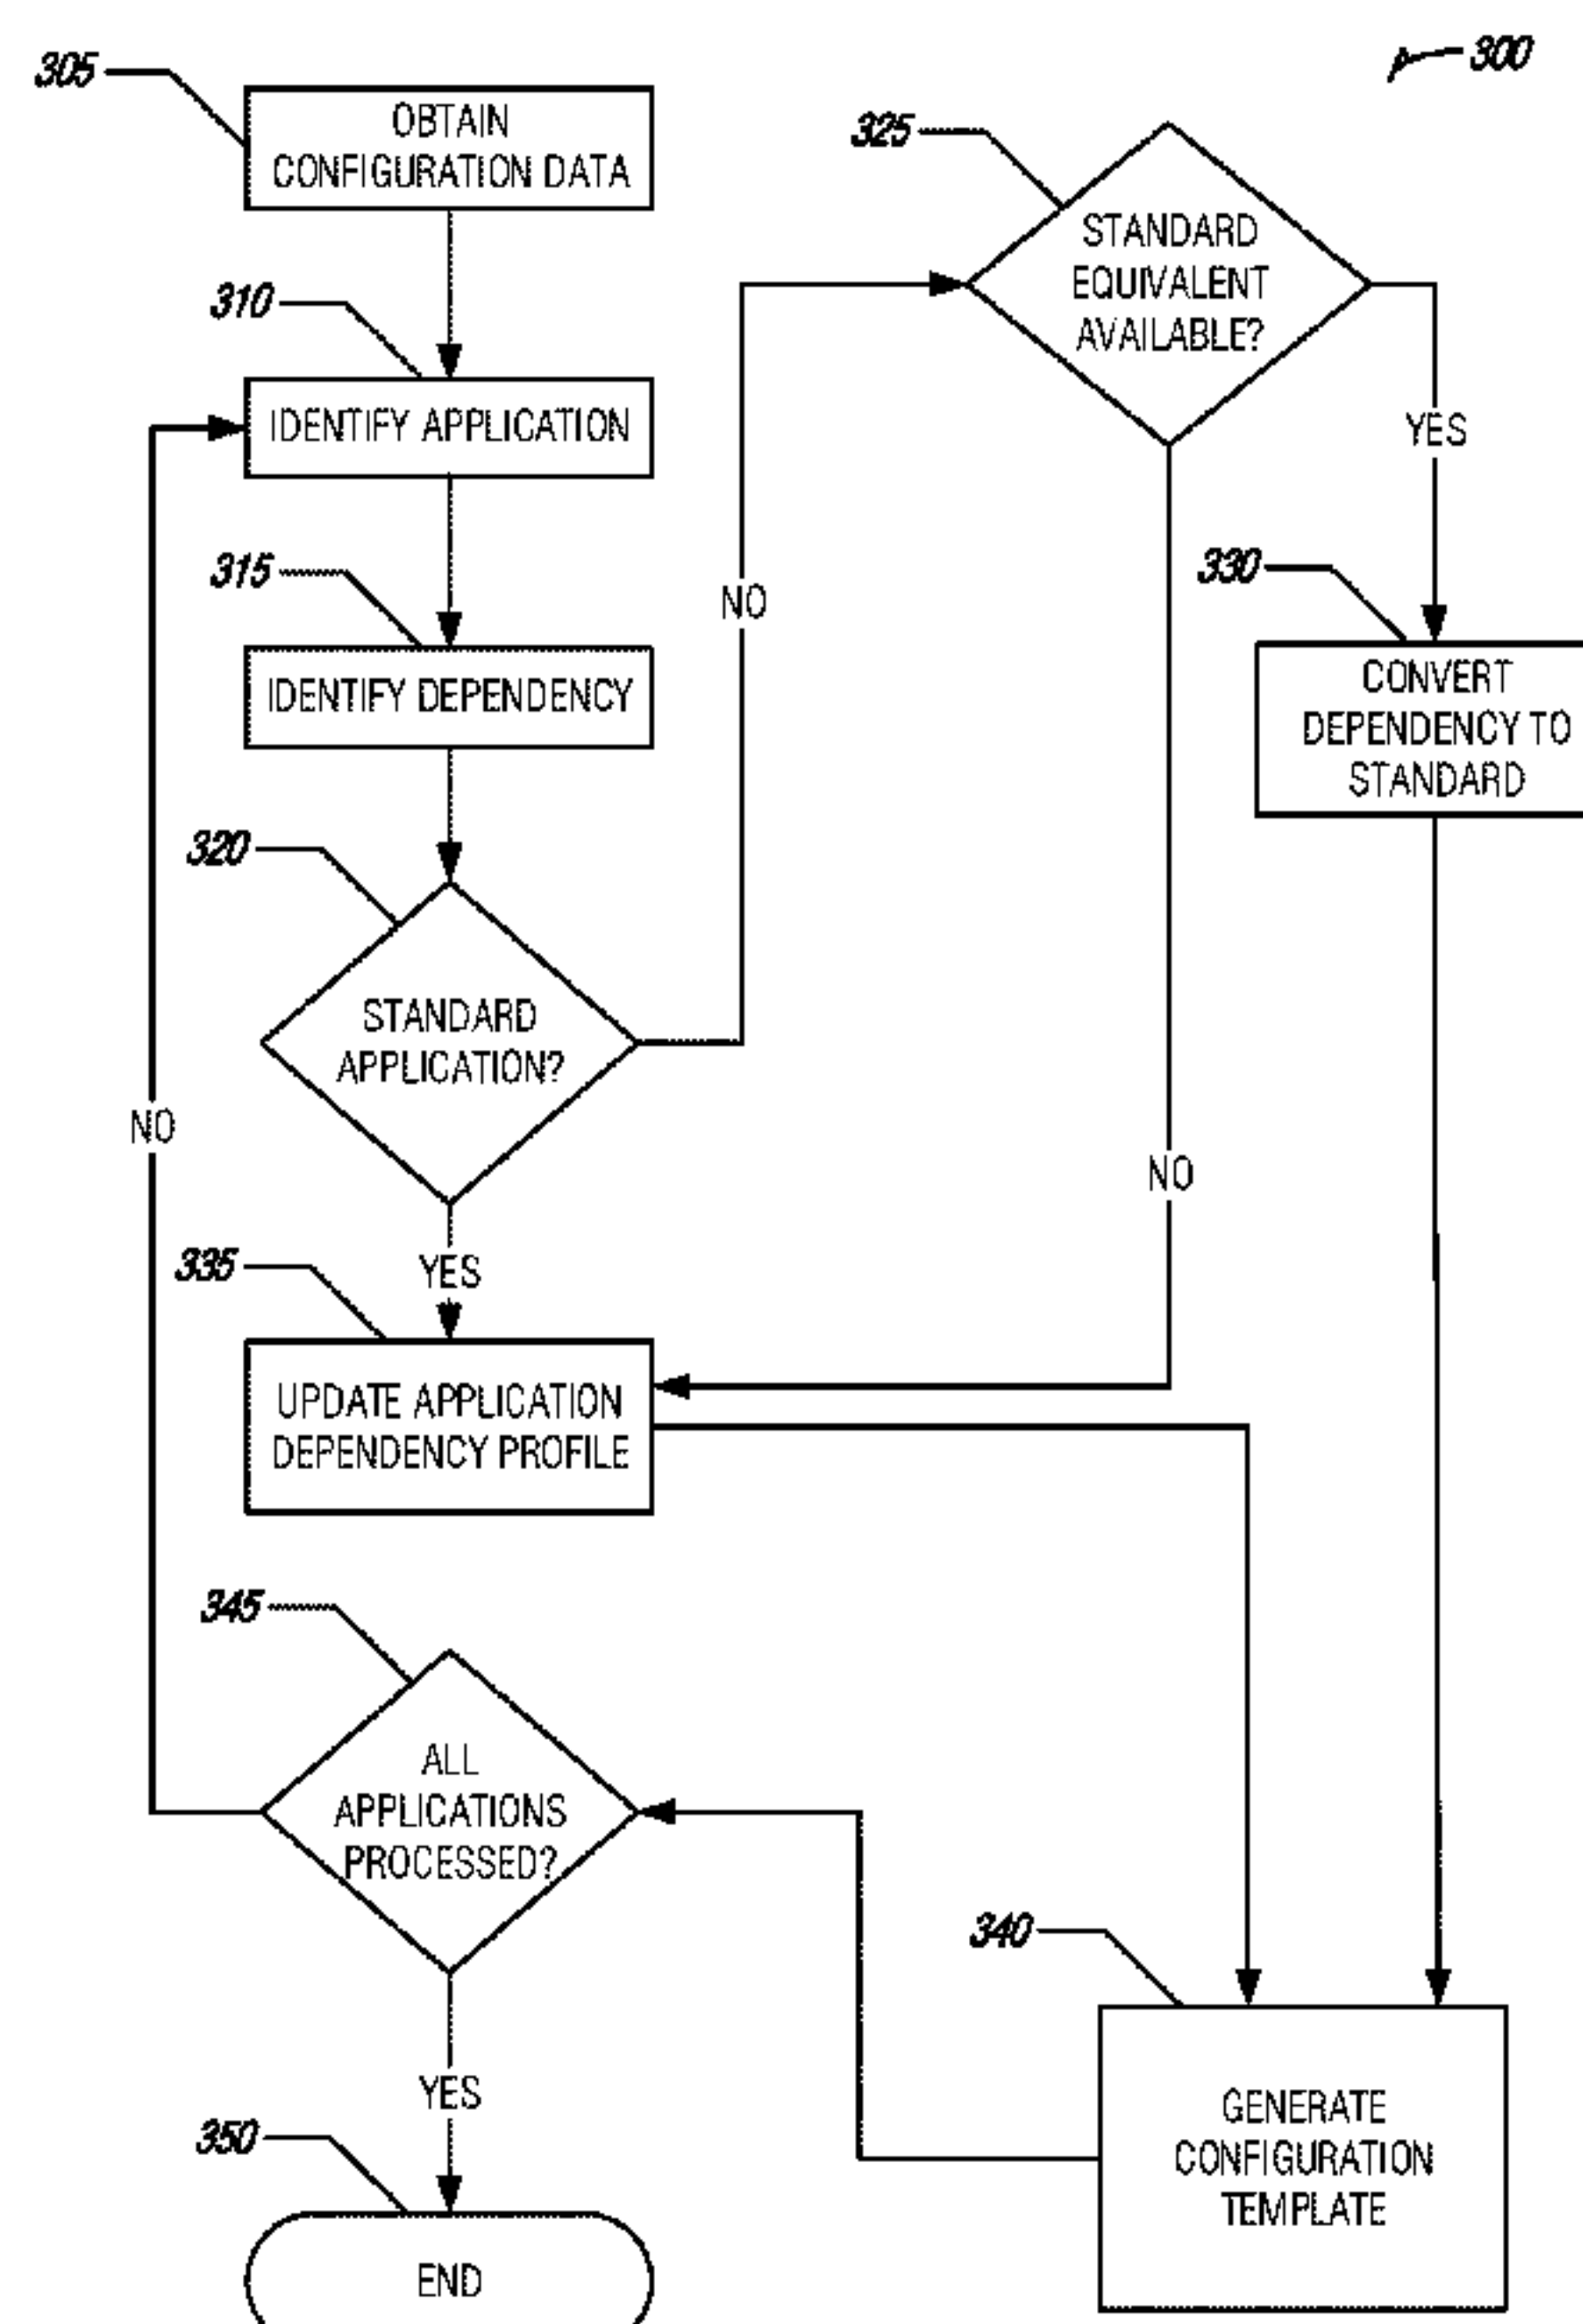 305
300
OBTAIN
CONFIGURATION DATA
325
STANDARD
EQUIVALENT
AVAILABLE?
310
IDENTIFY APPLICATION
YES
315
NO
330
IDENTIFY DEPENDENCY
CONVERT
DEPENDENCY TO
STANDARD
320
STANDARD
APPLICATION?
NO
NO
YES
335
UPDATE APPLICATION
DEPENDENCY PROFILE
345
ALL
APPLICATIONS
PROCESSED?
340
YES
GENERATE
CONFIGURATION
TEMPLATE
350
END